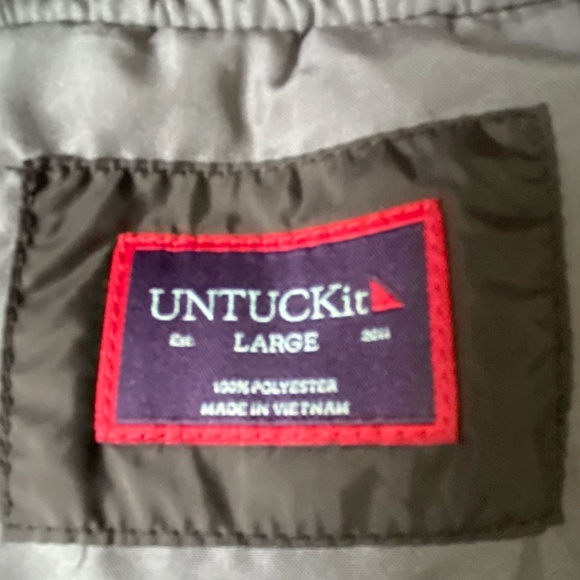 UNTUCKit
Est. LARGE 2011
100% POLYESTER
MADE IN VIETNAM